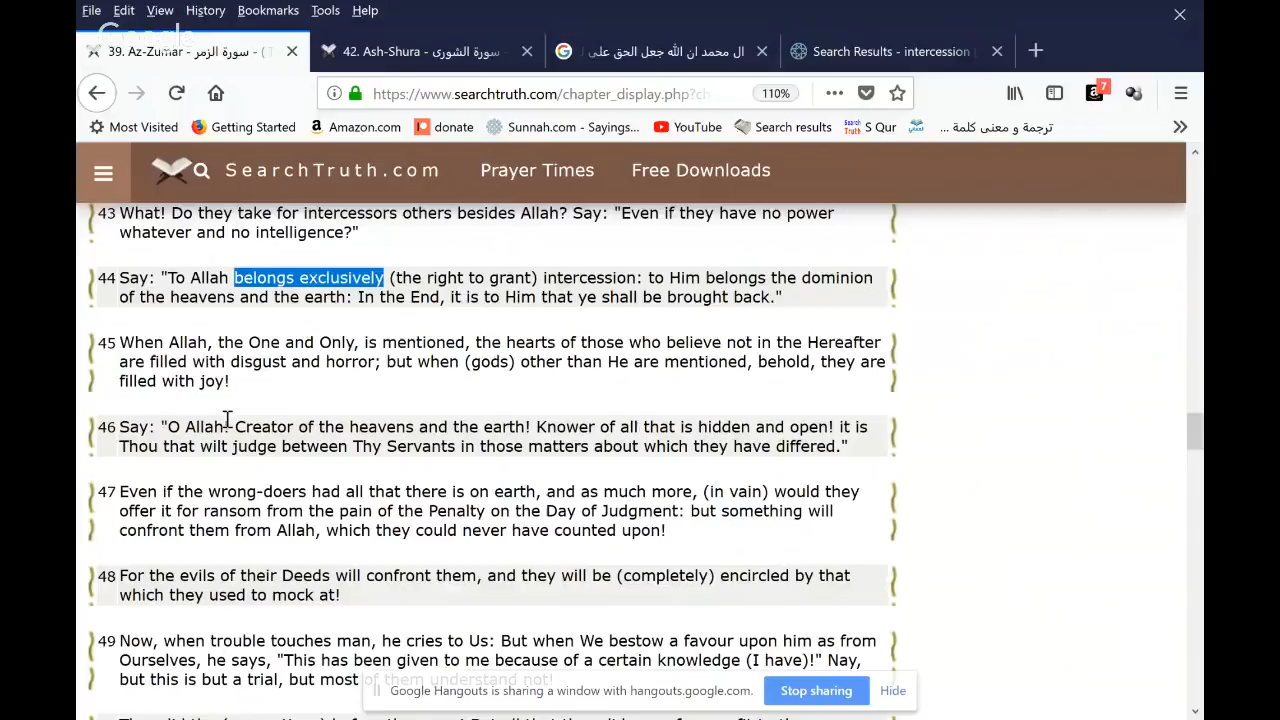 File Edit View History Bookmarks Tools Help
Google
39. Az-Zumar - سورة الزمر - (
42. Ash-Shura - سورة الشورى -
ال محمد ان الله جعل الحق على ل
Search Results - intercession
https://www.searchtruth.com/chapter_display.php?ch
110%
7
Most Visited Getting Started Amazon.com donate Sunnah.com - Sayings... YouTube Search results S Qur ترجمة و معنى كلمة ...
SearchTruth.com Prayer Times Free Downloads
43 What! Do they take for intercessors others besides Allah? Say: "Even if they have no power
whatever and no intelligence?"
44 Say: "To Allah belongs exclusively (the right to grant) intercession: to Him belongs the dominion
of the heavens and the earth: In the End, it is to Him that ye shall be brought back."
45 When Allah, the One and Only, is mentioned, the hearts of those who believe not in the Hereafter
are filled with disgust and horror; but when (gods) other than He are mentioned, behold, they are
filled with joy!
46 Say: "O Allah! Creator of the heavens and the earth! Knower of all that is hidden and open! it is
Thou that wilt judge between Thy Servants in those matters about which they have differed."
47 Even if the wrong-doers had all that there is on earth, and as much more, (in vain) would they
offer it for ransom from the pain of the Penalty on the Day of Judgment: but something will
confront them from Allah, which they could never have counted upon!
48 For the evils of their Deeds will confront them, and they will be (completely) encircled by that
which they used to mock at!
49 Now, when trouble touches man, he cries to Us: But when We bestow a favour upon him as from
Ourselves, he says, "This has been given to me because of a certain knowledge (I have)!" Nay,
but this is but a trial, but most of them understand not!
Google Hangouts is sharing a window with hangouts.google.com. Stop sharing Hide